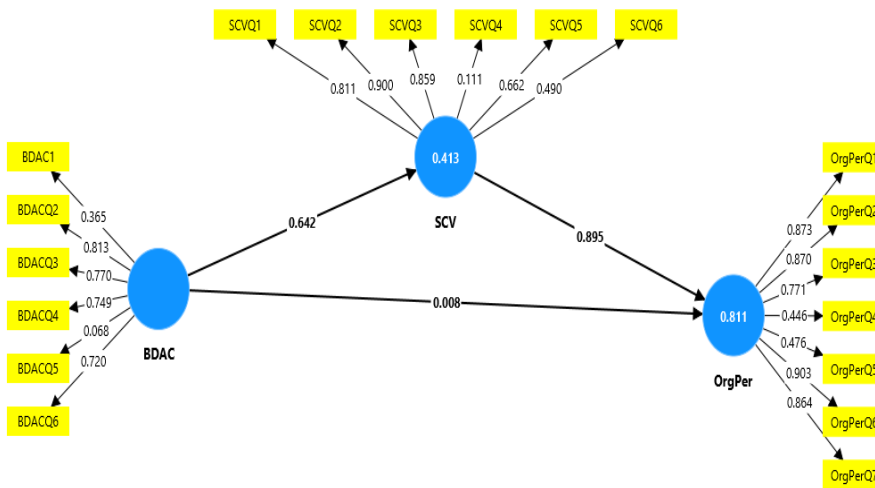 SCVQ1 SCVQ2 SCVQ3 SCVQ4 SCVQ5 SCVQ6
0.811 0.900 0.859 0.111 0.662 0.490
0.413
SCV
BDAC1
BDACQ2
BDACQ3
BDACQ4
BDACQ5
BDACQ6
0.365
0.813
0.770
0.749
0.068
0.720
BDAC
0.642
0.895
0.008
0.811
OrgPer
0.873
0.870
0.771
0.446
0.476
0.903
0.864
OrgPerQ1
OrgPerQ2
OrgPerQ3
OrgPerQ4
OrgPerQ5
OrgPerQ6
OrgPerQ7